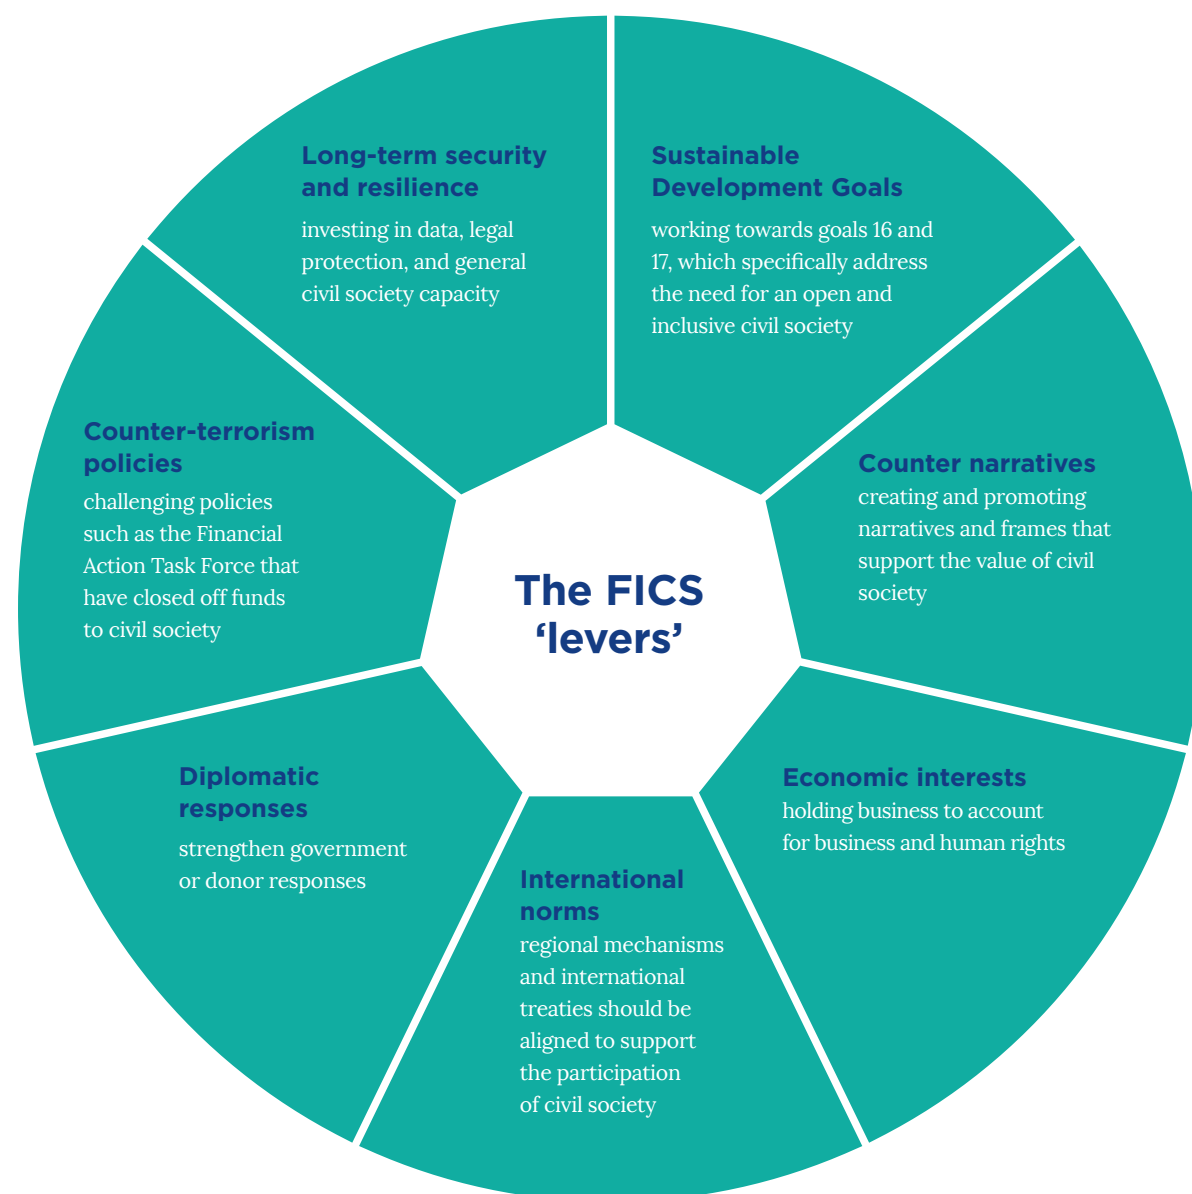 The FICS
‘levers’
Sustainable
Development Goals
working towards goals 16 and
17, which specifically address
the need for an open and
inclusive civil society
Counter narratives
creating and promoting
narratives and frames that
support the value of civil
society
Economic interests
holding business to account
for business and human rights
International
norms
regional mechanisms
and international
treaties should be
aligned to support
the participation
of civil society
Diplomatic
responses
strengthen government
or donor responses
Counter-terrorism
policies
challenging policies
such as the Financial
Action Task Force that
have closed off funds
to civil society
Long-term security
and resilience
investing in data, legal
protection, and general
civil society capacity